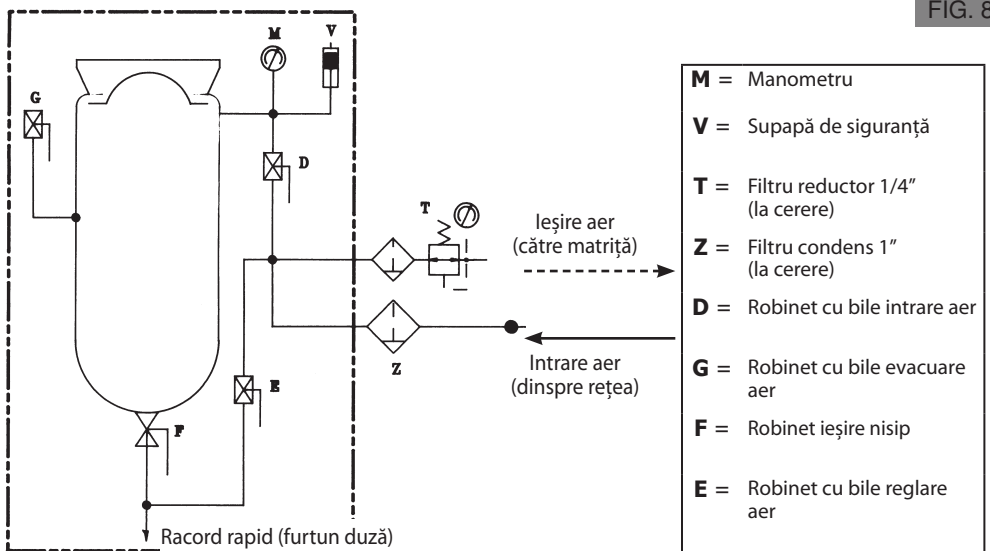 FIG. 8
M
V
G
D
T
Ieșire aer
(către matriță)
Z
Intrare aer
(dinspre rețea)
E
F
Racord rapid (furtun duză)
M = Manometru
V = Supapă de siguranță
T = Filtru reductor 1/4”
(la cerere)
Z = Filtru condens 1”
(la cerere)
D = Robinet cu bile intrare aer
G = Robinet cu bile evacuare
aer
F = Robinet ieșire nisip
E = Robinet cu bile reglare
aer